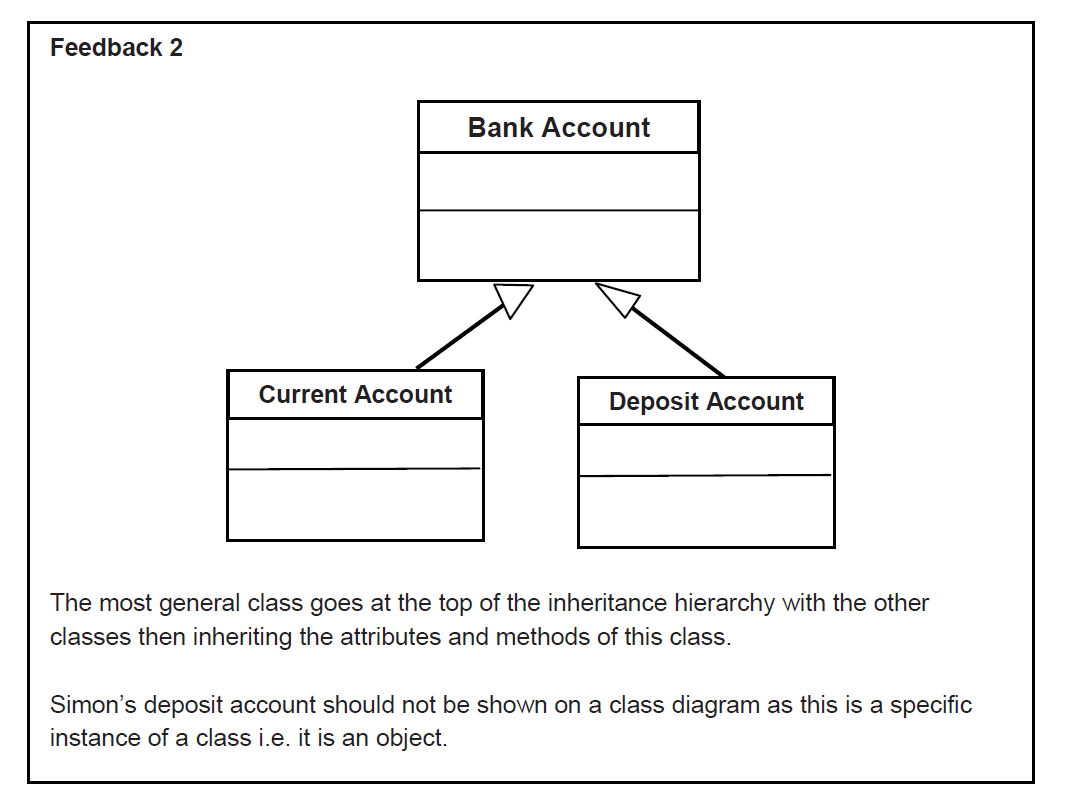 Feedback 2
Bank Account
Current Account
Deposit Account
The most general class goes at the top of the inheritance hierarchy with the other
classes then inheriting the attributes and methods of this class.
Simon’s deposit account should not be shown on a class diagram as this is a specific
instance of a class i.e. it is an object.